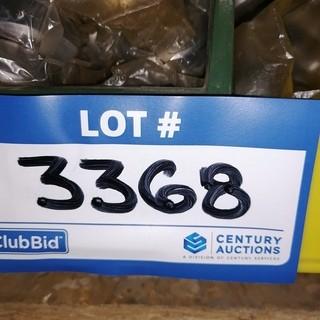 LOT #
3368
ClubBid
CENTURY
AUCTIONS
A DIVISION OF CENTURY SERVICES